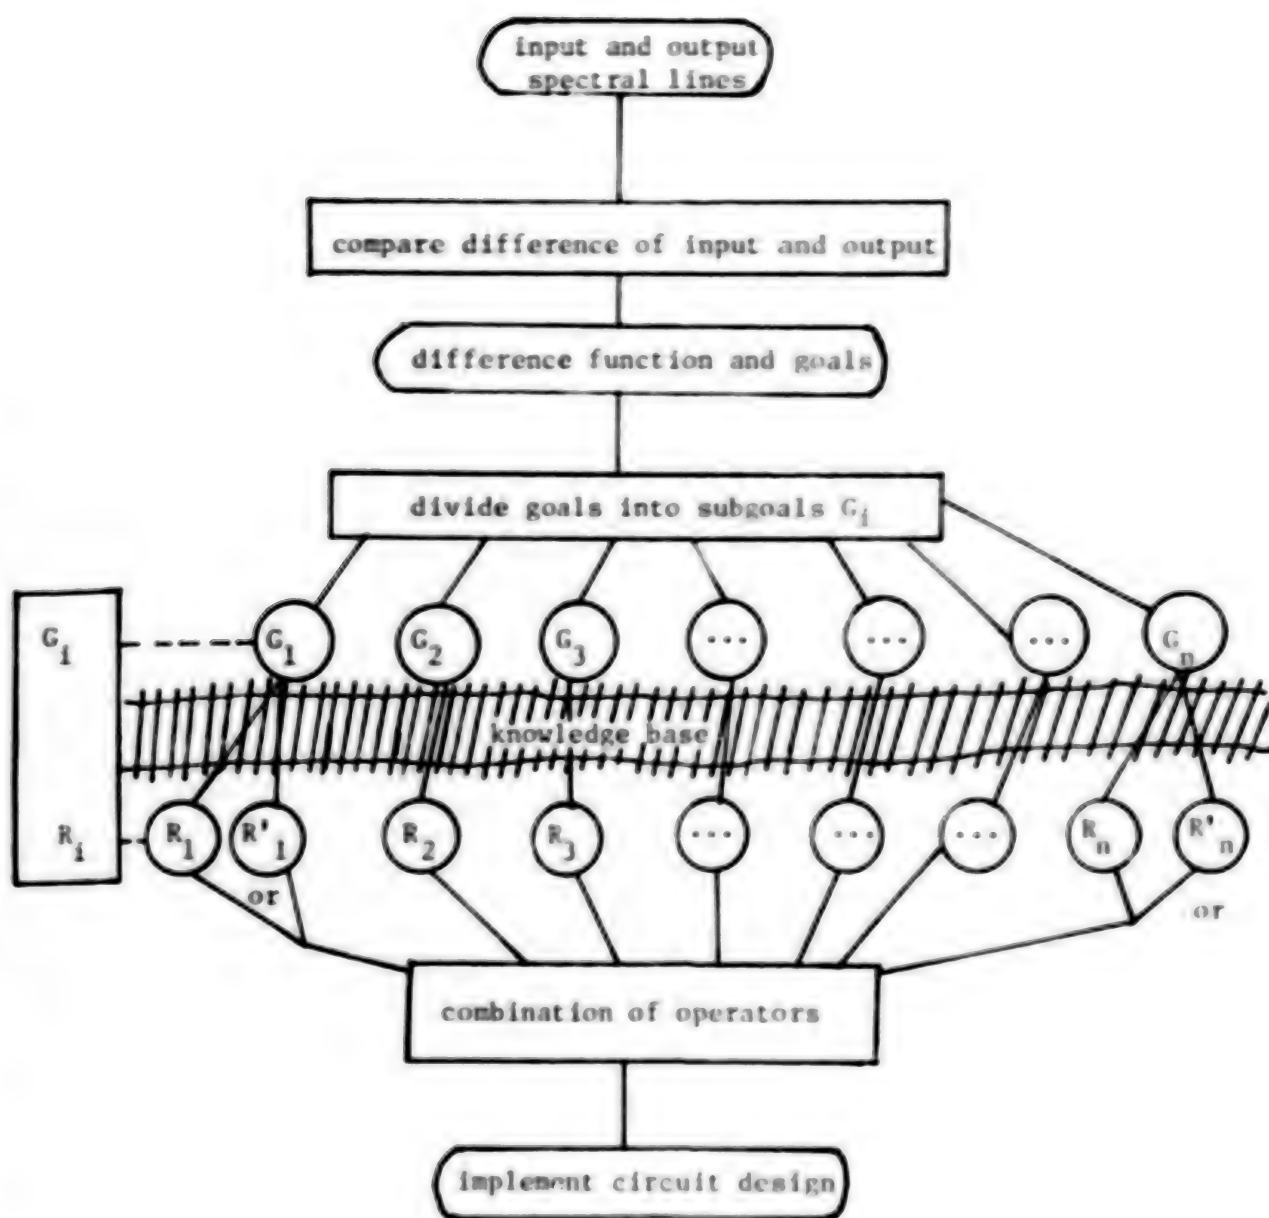 input and output
spectral lines
compare difference of input and output
difference function and goals
divide goals into subgoals G_i
G_i G_1 G_2 G_3 ... ... ... G_n
knowledge base
R_i R_1 R'_1 R_2 R_3 ... ... ... R_n R'_n
or or
combination of operators
implement circuit design